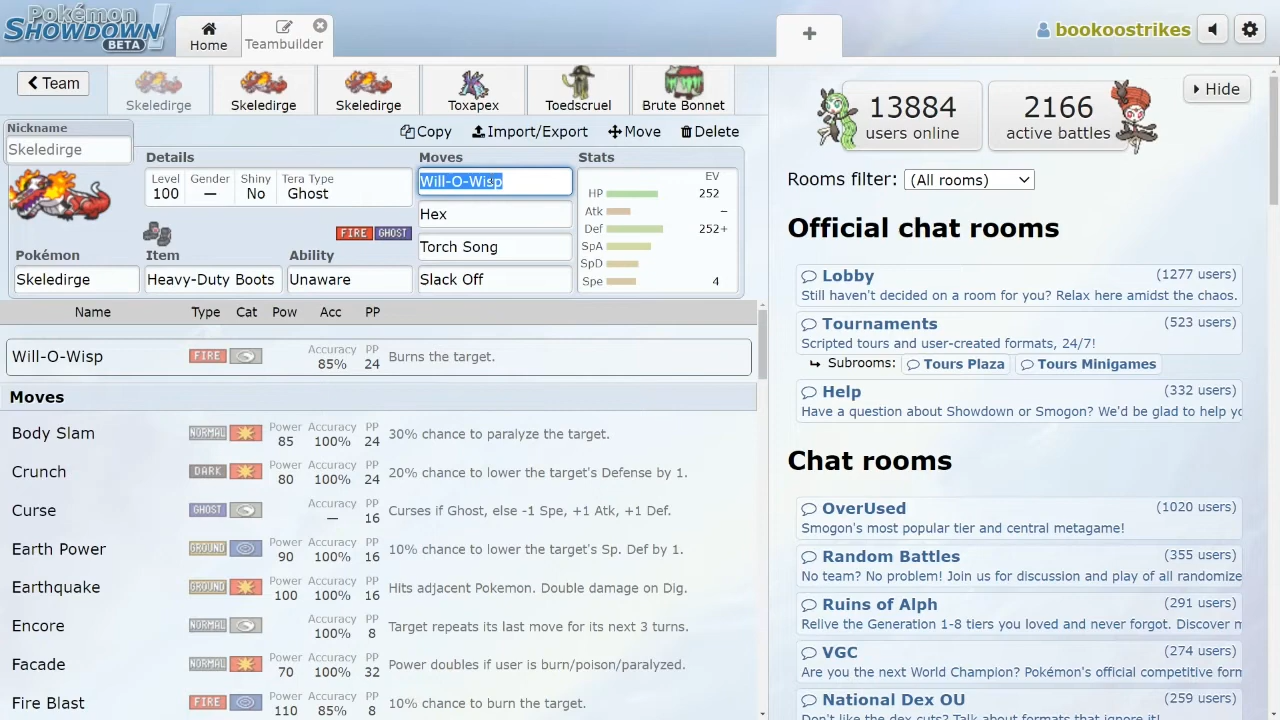 Pokémon
SHOWDOWN!
BETA
Home
Teambuilder
+
bookoostrikes
Team
Skeledirge
Skeledirge
Skeledirge
Toxapex
Toedscruel
Brute Bonnet
Nickname
Skeledirge
Copy
Import/Export
Move
Delete
Details
Moves
Stats
Level
100
Gender
—
Shiny
No
Tera Type
Ghost
Will-O-Wisp
Hex
Torch Song
Slack Off
EV
HP 252
Atk –
Def 252+
SpA
SpD
Spe 4
FIRE GHOST
Pokémon
Skeledirge
Item
Heavy-Duty Boots
Ability
Unaware
Name Type Cat Pow Acc PP
Will-O-Wisp FIRE Accuracy 85% PP 24 Burns the target.
Moves
Body Slam NORMAL Power 85 Accuracy 100% PP 24 30% chance to paralyze the target.
Crunch DARK Power 80 Accuracy 100% PP 24 20% chance to lower the target's Defense by 1.
Curse GHOST Accuracy — PP 16 Curses if Ghost, else -1 Spe, +1 Atk, +1 Def.
Earth Power GROUND Power 90 Accuracy 100% PP 16 10% chance to lower the target's Sp. Def by 1.
Earthquake GROUND Power 100 Accuracy 100% PP 16 Hits adjacent Pokemon. Double damage on Dig.
Encore NORMAL Accuracy 100% PP 8 Target repeats its last move for its next 3 turns.
Facade NORMAL Power 70 Accuracy 100% PP 32 Power doubles if user is burn/poison/paralyzed.
Fire Blast FIRE Power 110 Accuracy 85% PP 8 10% chance to burn the target.
13884
users online
2166
active battles
Hide
Rooms filter: (All rooms)
Official chat rooms
Lobby (1277 users)
Still haven't decided on a room for you? Relax here amidst the chaos.
Tournaments (523 users)
Scripted tours and user-created formats, 24/7!
Subrooms: Tours Plaza Tours Minigames
Help (332 users)
Have a question about Showdown or Smogon? We'd be glad to help yo
Chat rooms
OverUsed (1020 users)
Smogon's most popular tier and central metagame!
Random Battles (355 users)
No team? No problem! Join us for discussion and play of all randomize
Ruins of Alph (291 users)
Relive the Generation 1-8 tiers you loved and never forgot. Discover m
VGC (274 users)
Are you the next World Champion? Pokémon's official competitive form
National Dex OU (259 users)
Don't like the dex cuts? Talk about formats that ignore it!